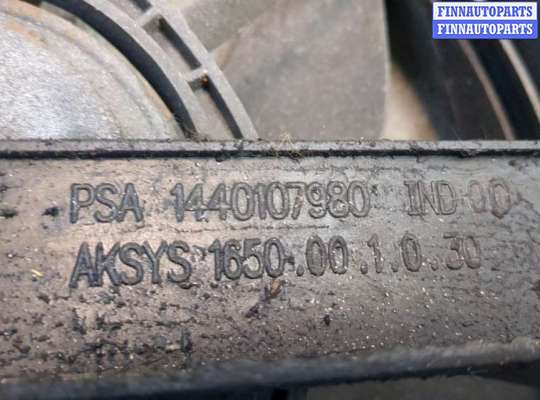 FINNAUTOPARTS
FINNAUTOPARTS
PSA 1440107980 IND-00
AKSYS 1650.00.1.0.30